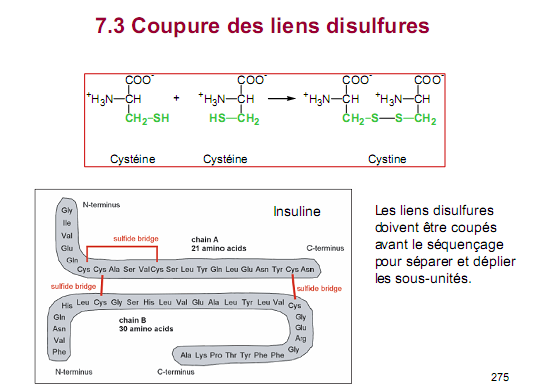 7.3 Coupure des liens disulfures
COO⁻ COO⁻ COO⁻ COO⁻
⁺H₃N–CH + ⁺H₃N–CH ⁺H₃N–CH ⁺H₃N–CH
CH₂–SH HS–CH₂ CH₂–S–S–CH₂
Cystéine Cystéine Cystine
Insuline
N-terminus
Gly
Ile
Val
Glu
Gln
sulfide bridge
chain A
21 amino acids
C-terminus
Cys Cys Ala Ser Val Cys Ser Leu Tyr Gln Leu Glu Asn Tyr Cys Asn
sulfide bridge
sulfide bridge
His Leu Cys Gly Ser His Leu Val Glu Ala Leu Tyr Leu Val Cys
Gln
Asn
Val
Phe
chain B
30 amino acids
Gly
Glu
Arg
Gly
Ala Lys Pro Thr Tyr Phe Phe
N-terminus
C-terminus
Les liens disulfures
doivent être coupés
avant le séquençage
pour séparer et déplier
les sous-unités.
275